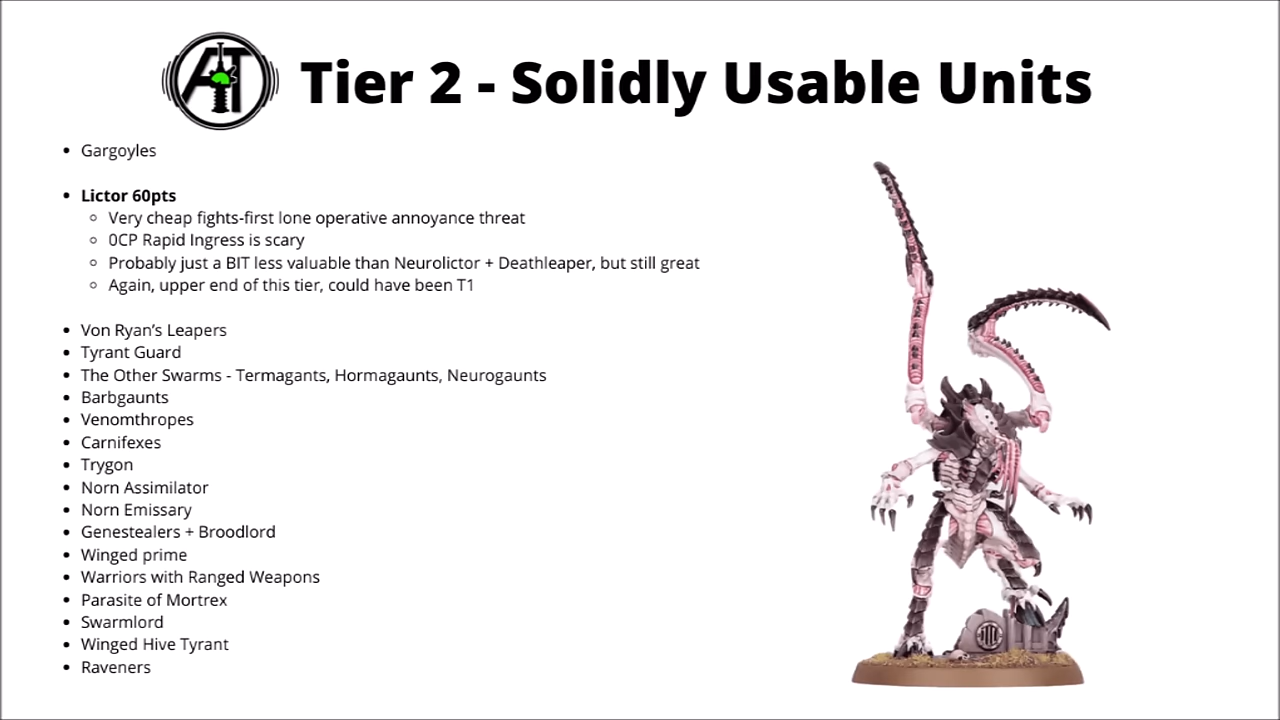 AT
Tier 2 - Solidly Usable Units
• Gargoyles
• Lictor 60pts
○ Very cheap fights-first lone operative annoyance threat
○ 0CP Rapid Ingress is scary
○ Probably just a BIT less valuable than Neurolictor + Deathleaper, but still great
○ Again, upper end of this tier, could have been T1
• Von Ryan’s Leapers
• Tyrant Guard
• The Other Swarms - Termagants, Hormagaunts, Neurogaunts
• Barbgaunts
• Venomthropes
• Carnifexes
• Trygon
• Norn Assimilator
• Norn Emissary
• Genestealers + Broodlord
• Winged prime
• Warriors with Ranged Weapons
• Parasite of Mortrex
• Swarmlord
• Winged Hive Tyrant
• Raveners